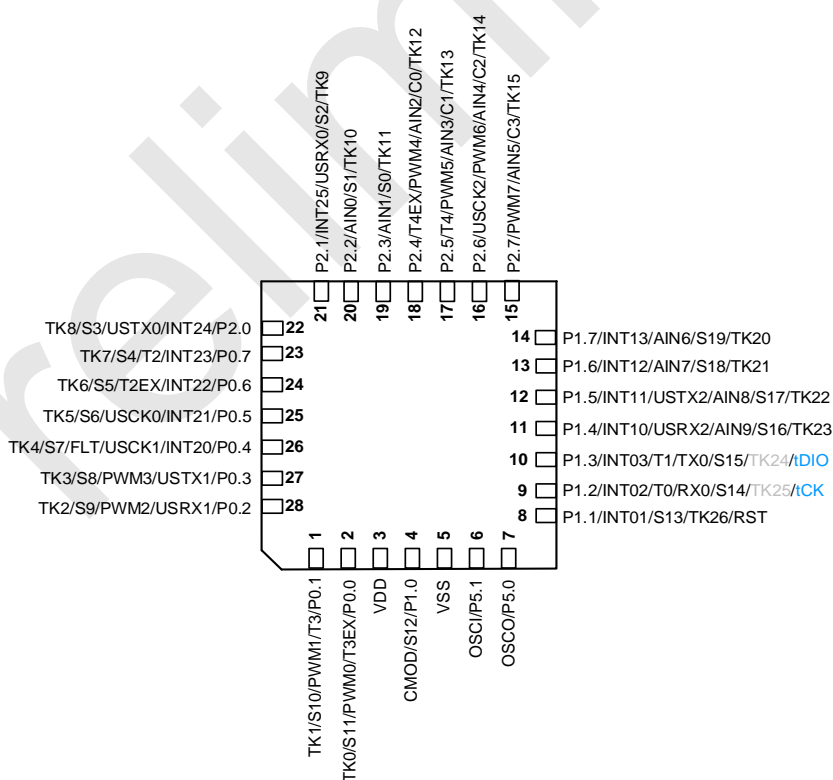 relim
P2.1/INT25/USRX0/S2/TK9
P2.2/AIN0/S1/TK10
P2.3/AIN1/S0/TK11
P2.4/T4EX/PWM4/AIN2/C0/TK12
P2.5/T4/PWM5/AIN3/C1/TK13
P2.6/USCK2/PWM6/AIN4/C2/TK14
P2.7/PWM7/AIN5/C3/TK15
21
20
19
18
17
16
15
TK8/S3/USTX0/INT24/P2.0 22
TK7/S4/T2/INT23/P0.7 23
TK6/S5/T2EX/INT22/P0.6 24
TK5/S6/USCK0/INT21/P0.5 25
TK4/S7/FLT/USCK1/INT20/P0.4 26
TK3/S8/PWM3/USTX1/P0.3 27
TK2/S9/PWM2/USRX1/P0.2 28
14 P1.7/INT13/AIN6/S19/TK20
13 P1.6/INT12/AIN7/S18/TK21
12 P1.5/INT11/USTX2/AIN8/S17/TK22
11 P1.4/INT10/USRX2/AIN9/S16/TK23
10 P1.3/INT03/T1/TX0/S15/TK24/tDIO
9 P1.2/INT02/T0/RX0/S14/TK25/tCK
8 P1.1/INT01/S13/TK26/RST
1
2
3
4
5
6
7
TK1/S10/PWM1/T3/P0.1
TK0/S11/PWM0/T3EX/P0.0
VDD
CMOD/S12/P1.0
VSS
OSCI/P5.1
OSCO/P5.0